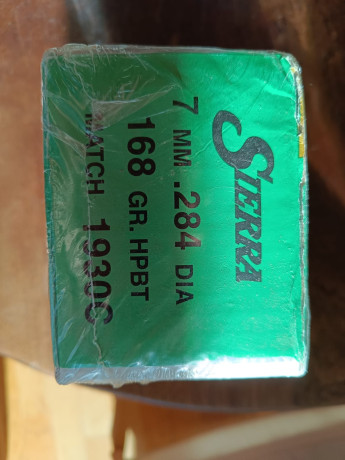 SIERRA
7 MM .284 DIA
168 GR. HPBT
MATCH 1930C